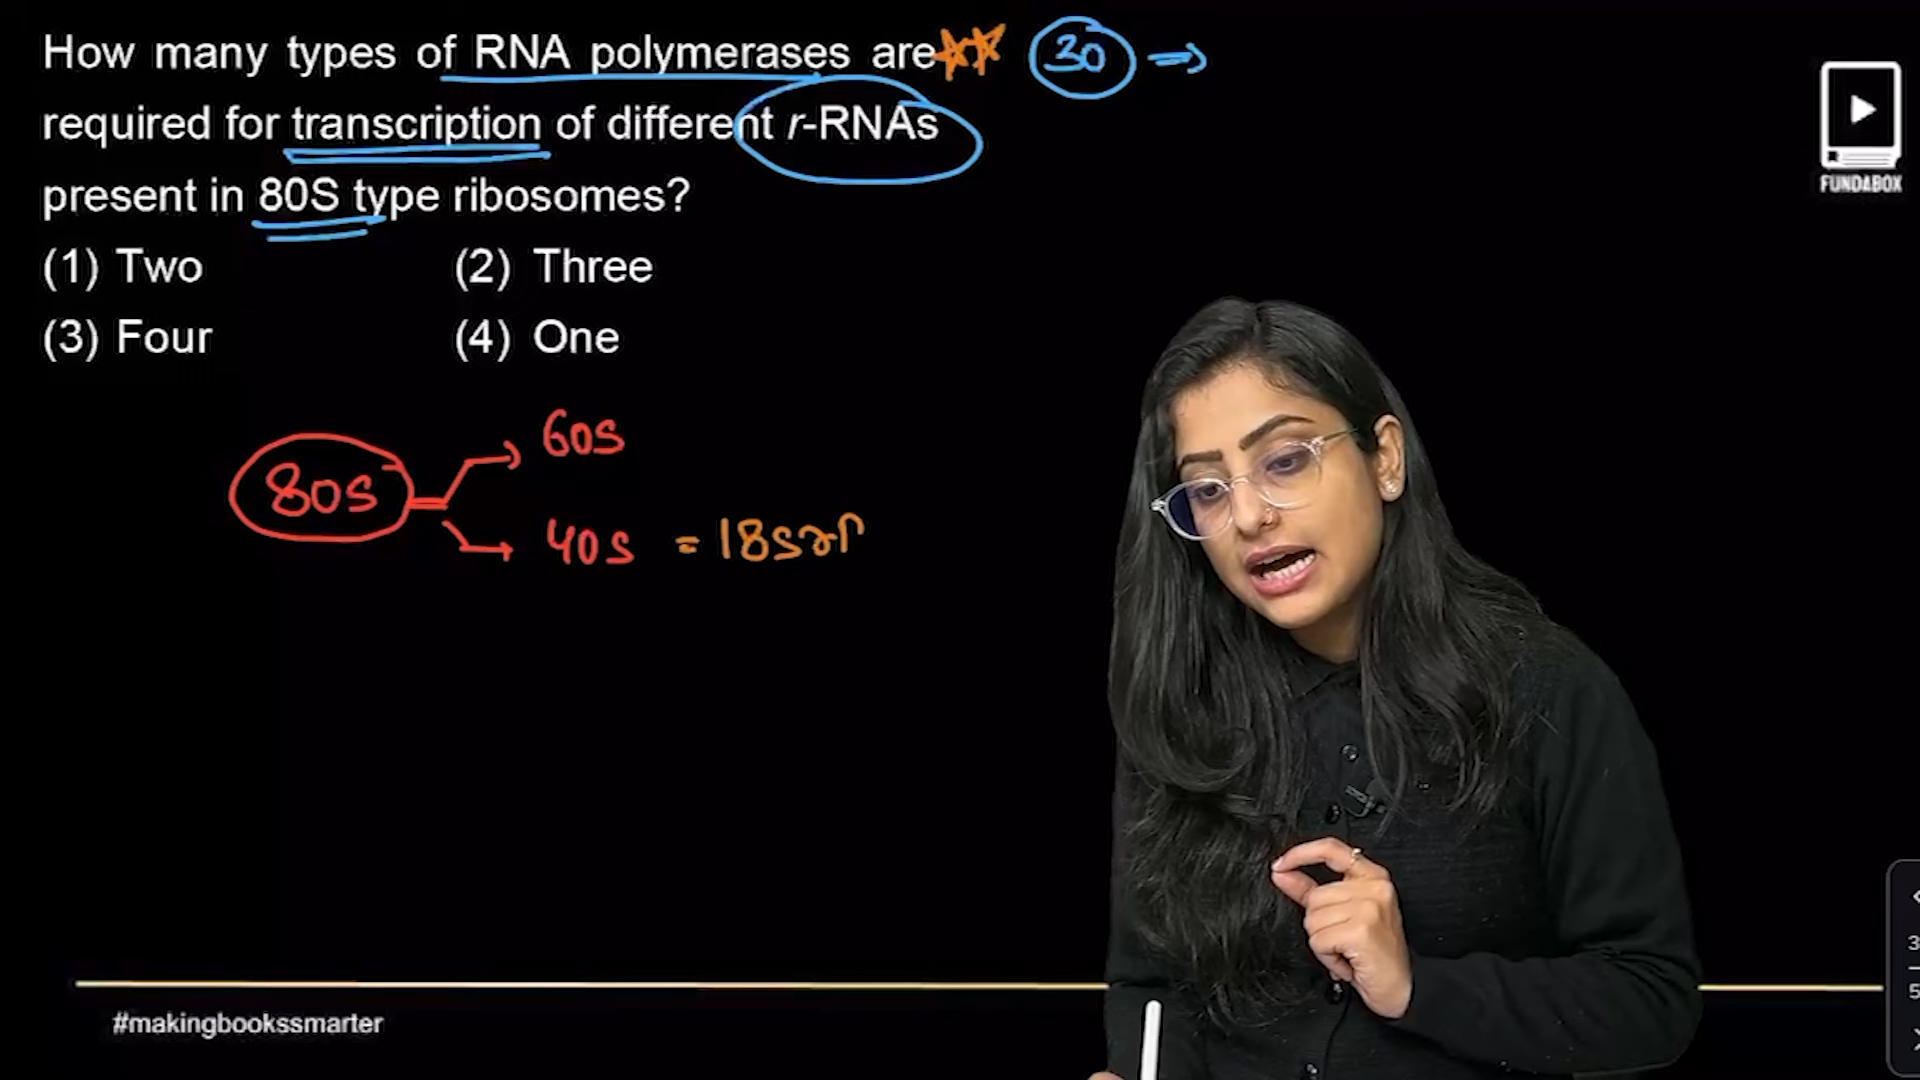 How many types of RNA polymerases are 30
required for transcription of different r-RNAs
present in 80S type ribosomes?
(1) Two (2) Three
(3) Four (4) One
80S 60S
40S = 18S
FUNDABOX
#makingbookssmarter